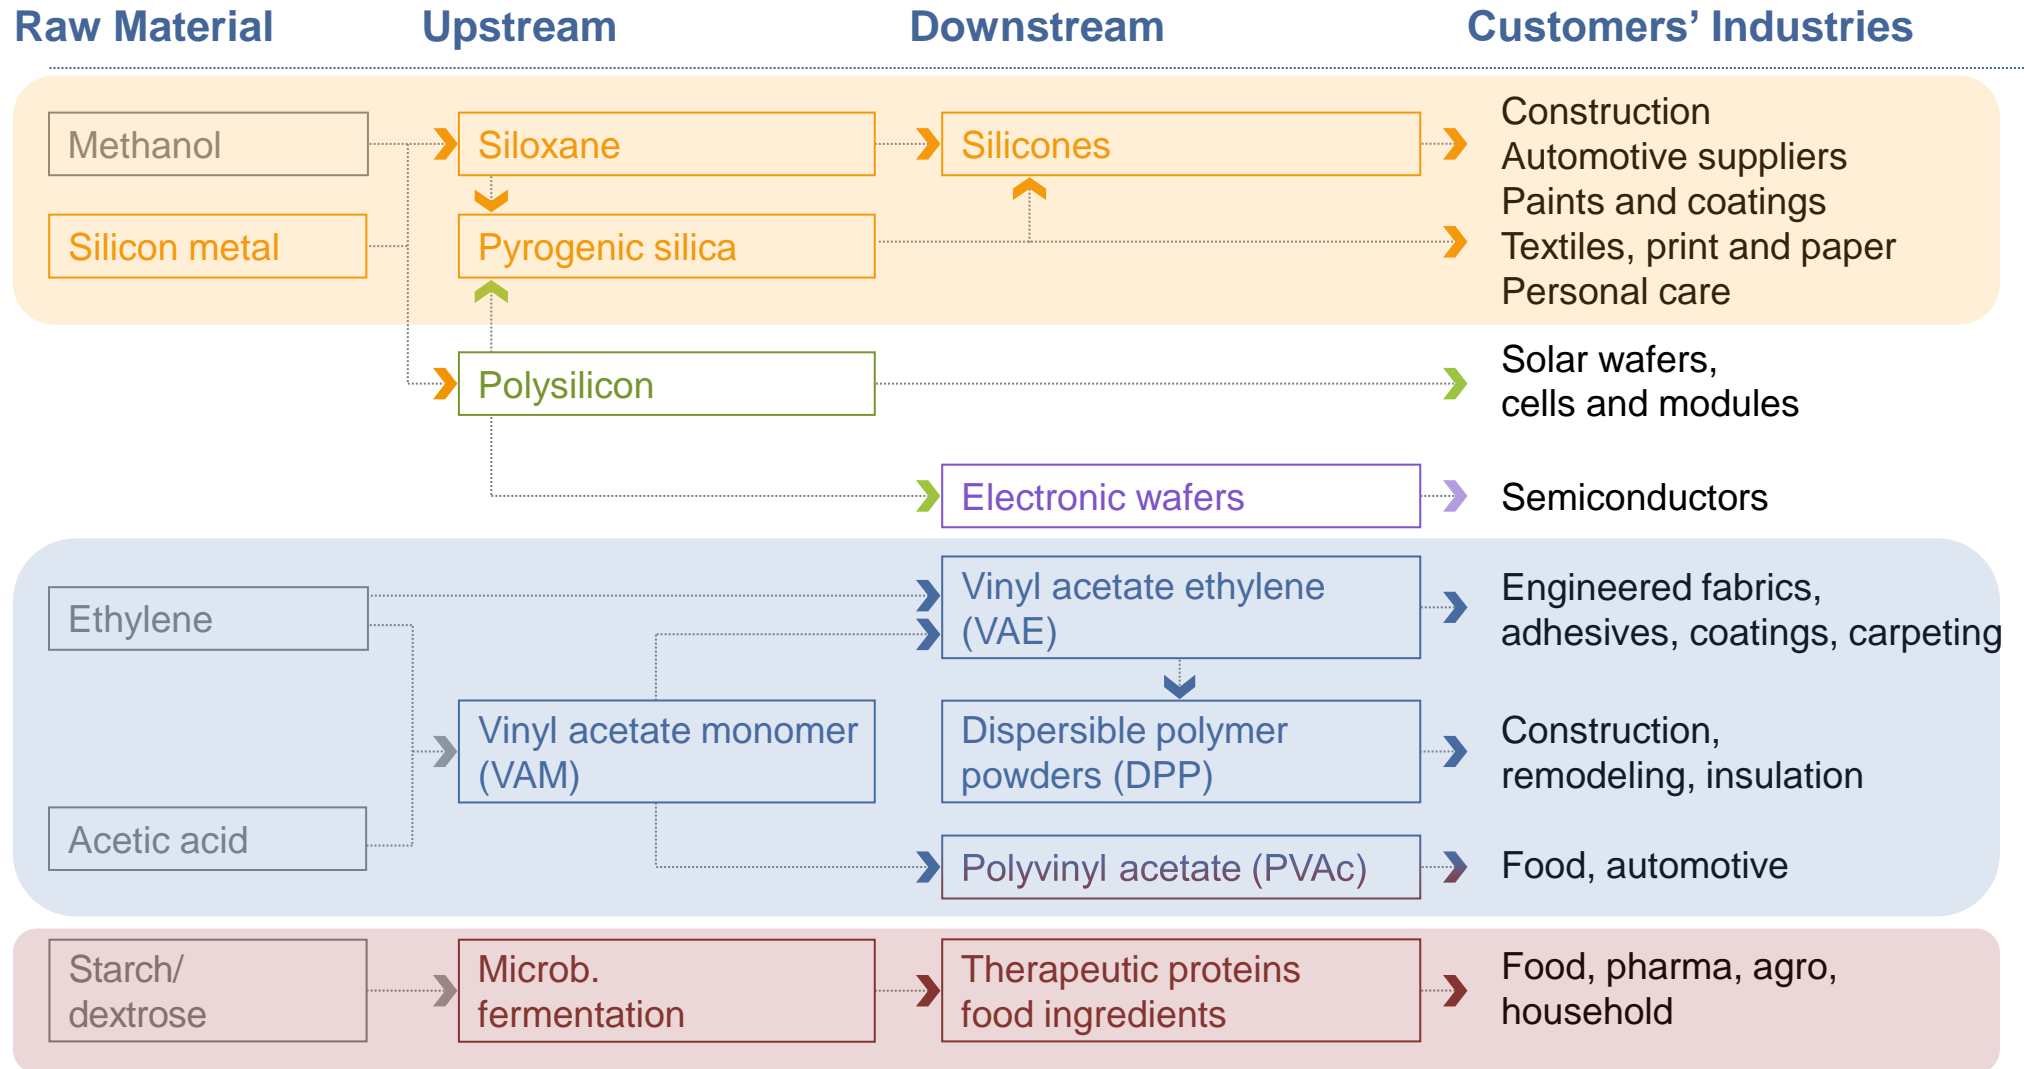 Raw Material
Upstream
Downstream
Customers’ Industries
Methanol
Siloxane
Silicones
Construction
Automotive suppliers
Paints and coatings
Textiles, print and paper
Personal care
Silicon metal
Pyrogenic silica
Polysilicon
Solar wafers,
cells and modules
Electronic wafers
Semiconductors
Ethylene
Vinyl acetate ethylene
(VAE)
Engineered fabrics,
adhesives, coatings, carpeting
Vinyl acetate monomer
(VAM)
Dispersible polymer
powders (DPP)
Construction,
remodeling, insulation
Acetic acid
Polyvinyl acetate (PVAc)
Food, automotive
Starch/
dextrose
Microb.
fermentation
Therapeutic proteins
food ingredients
Food, pharma, agro,
household